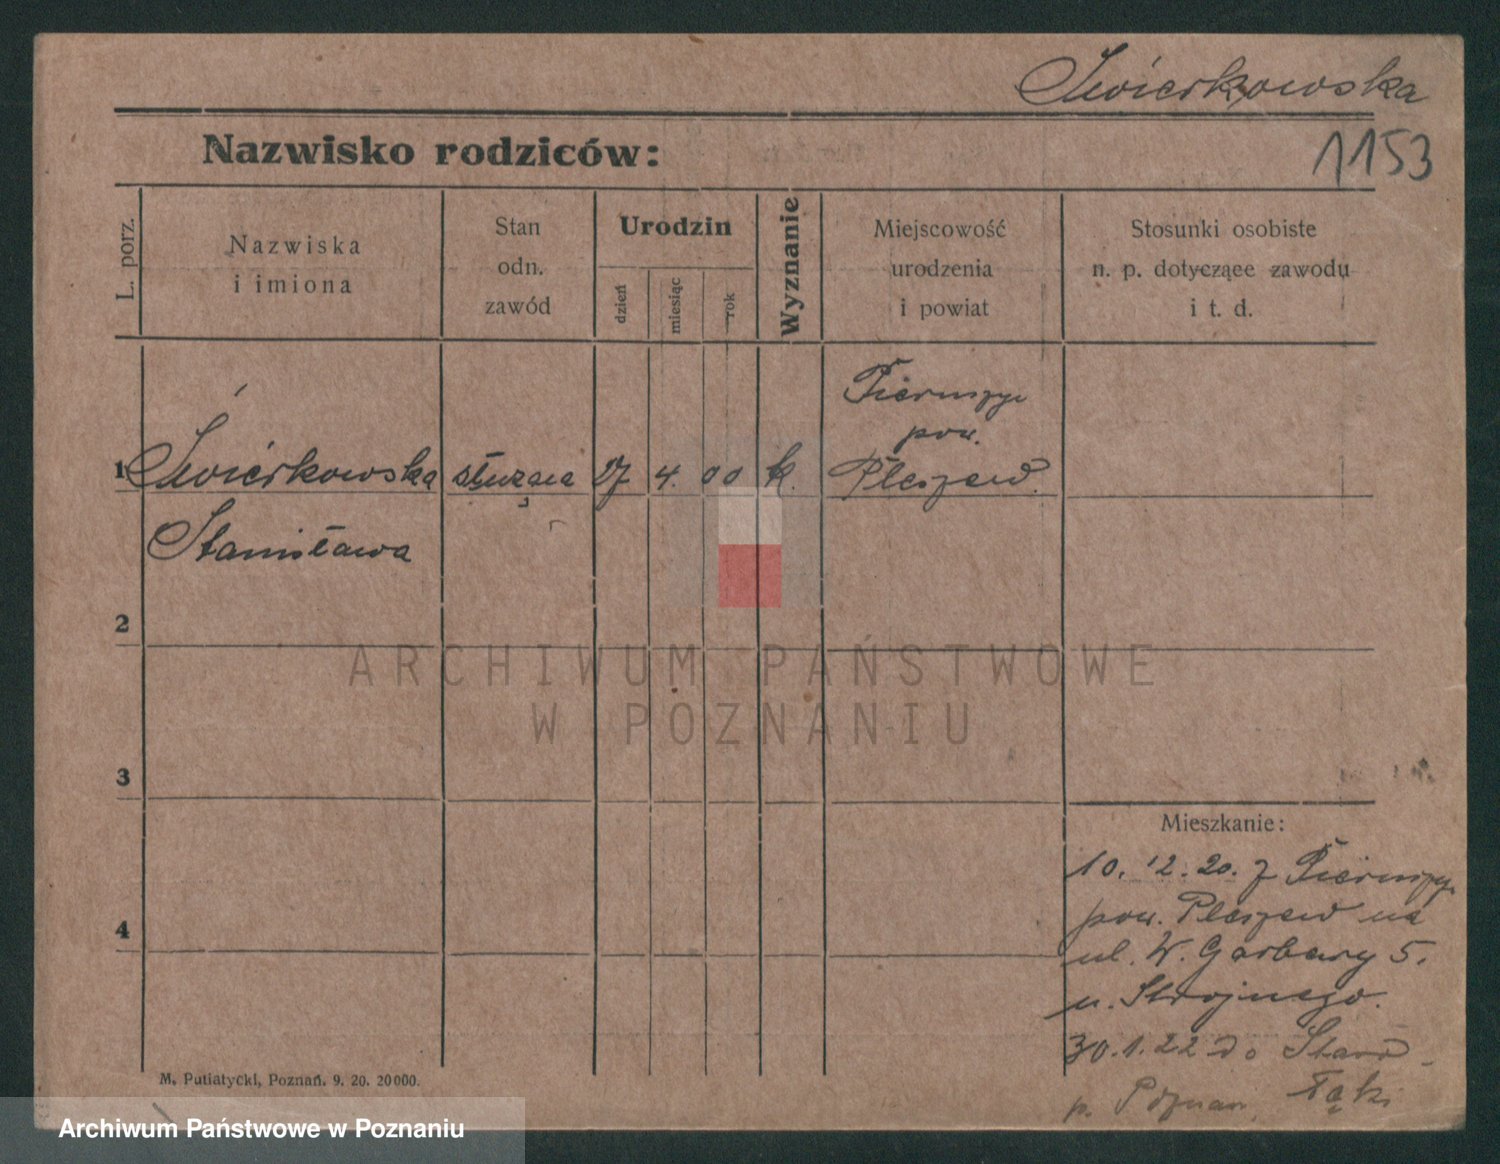 Świerkowska
1153
Nazwisko rodziców:
L. porz.
Nazwiska
i imiona
Stan
odn.
zawód
Urodzin
dzień
miesiąc
rok
Wyznanie
Miejscowość
urodzenia
i powiat
Stosunki osobiste
n. p. dotyczące zawodu
i t. d.
Pieruszyce
pow.
Pleszew.
1 Świerkowska służąca 4. 00 k.
Stanisława
2
ARCHIWUM PAŃSTWOWE
W POZNANIU
3
Mieszkanie:
10. 12. 20. z Pieruszyc
pow. Pleszew na
ul. W. Garbary 5.
u. Strojnego.
30.1.22 do
p. Poznań
4
M. Putiatycki, Poznań. 9. 20. 20000.
Archiwum Państwowe w Poznaniu